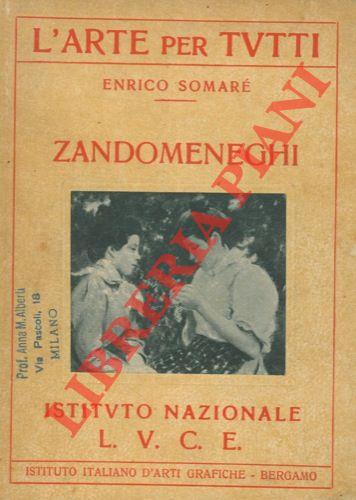 L'ARTE PER TVTTI
ENRICO SOMARÉ
ZANDOMENEGHI
Prof. Anna M. Alberti
Via Pascoli, 18
MILANO
LIBRERIA PIANI
ISTITVTO NAZIONALE
L. V. C. E.
ISTITUTO ITALIANO D'ARTI GRAFICHE - BERGAMO